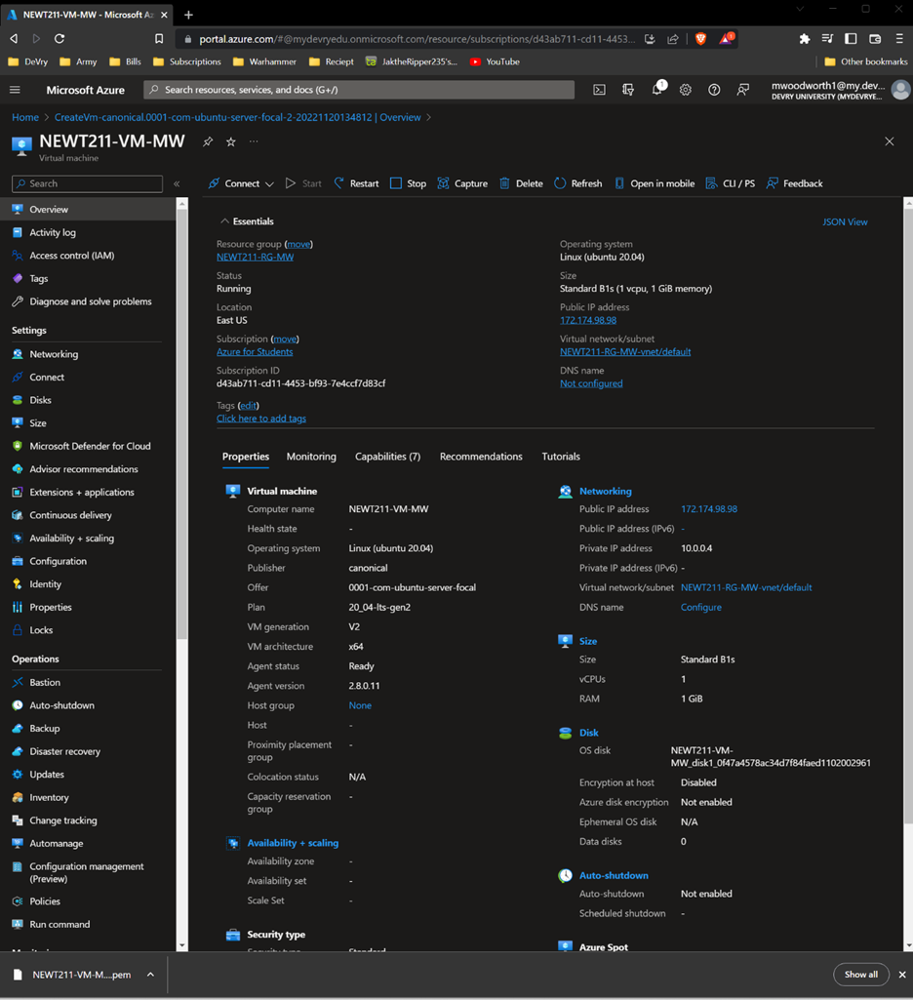 NEWT211-VM-MW - Microsoft Az
portal.azure.com/#@mydevryedu.onmicrosoft.com/resource/subscriptions/d43ab711-cd11-4453...
1
DeVry Army Bills Subscriptions Warhammer Reciept JaktheRipper235's... YouTube Other bookmarks
Microsoft Azure
Search resources, services, and docs (G+/)
1
mwoodworth1@my.dev...
DEVRY UNIVERSITY (MYDEVRYE...
Home > CreateVm-canonical.0001-com-ubuntu-server-focal-2-20221120134812 | Overview >
NEWT211-VM-MW
Virtual machine
Search
«
Connect Start Restart Stop Capture Delete Refresh Open in mobile CLI / PS Feedback
Overview
Activity log
Access control (IAM)
Tags
Diagnose and solve problems
Settings
Networking
Connect
Disks
Size
Microsoft Defender for Cloud
Advisor recommendations
Extensions + applications
Continuous delivery
Availability + scaling
Configuration
Identity
Properties
Locks
Operations
Bastion
Auto-shutdown
Backup
Disaster recovery
Updates
Inventory
Change tracking
Automanage
Configuration management
(Preview)
Policies
Run command
Essentials
JSON View
Resource group (move)
NEWT211-RG-MW
Status
Running
Location
East US
Subscription (move)
Azure for Students
Subscription ID
d43ab711-cd11-4453-bf93-7e4ccf7d83cf
Tags (edit)
Click here to add tags
Operating system
Linux (ubuntu 20.04)
Size
Standard B1s (1 vcpu, 1 GiB memory)
Public IP address
172.174.98.98
Virtual network/subnet
NEWT211-RG-MW-vnet/default
DNS name
Not configured
Properties Monitoring Capabilities (7) Recommendations Tutorials
Virtual machine
Computer name NEWT211-VM-MW
Health state -
Operating system Linux (ubuntu 20.04)
Publisher canonical
Offer 0001-com-ubuntu-server-focal
Plan 20_04-lts-gen2
VM generation V2
VM architecture x64
Agent status Ready
Agent version 2.8.0.11
Host group None
Host -
Proximity placement -
group
Colocation status N/A
Capacity reservation -
group
Availability + scaling
Availability zone -
Availability set -
Scale Set -
Security type
Security type Standard
Networking
Public IP address 172.174.98.98
Public IP address (IPv6) -
Private IP address 10.0.0.4
Private IP address (IPv6) -
Virtual network/subnet NEWT211-RG-MW-vnet/default
DNS name Configure
Size
Size Standard B1s
vCPUs 1
RAM 1 GiB
Disk
OS disk NEWT211-VM-
MW_disk1_0f47a4578ac34d7f84faed1102002961
Encryption at host Disabled
Azure disk encryption Not enabled
Ephemeral OS disk N/A
Data disks 0
Auto-shutdown
Auto-shutdown Not enabled
Scheduled shutdown -
Azure Spot
NEWT211-VM-M....pem
Show all